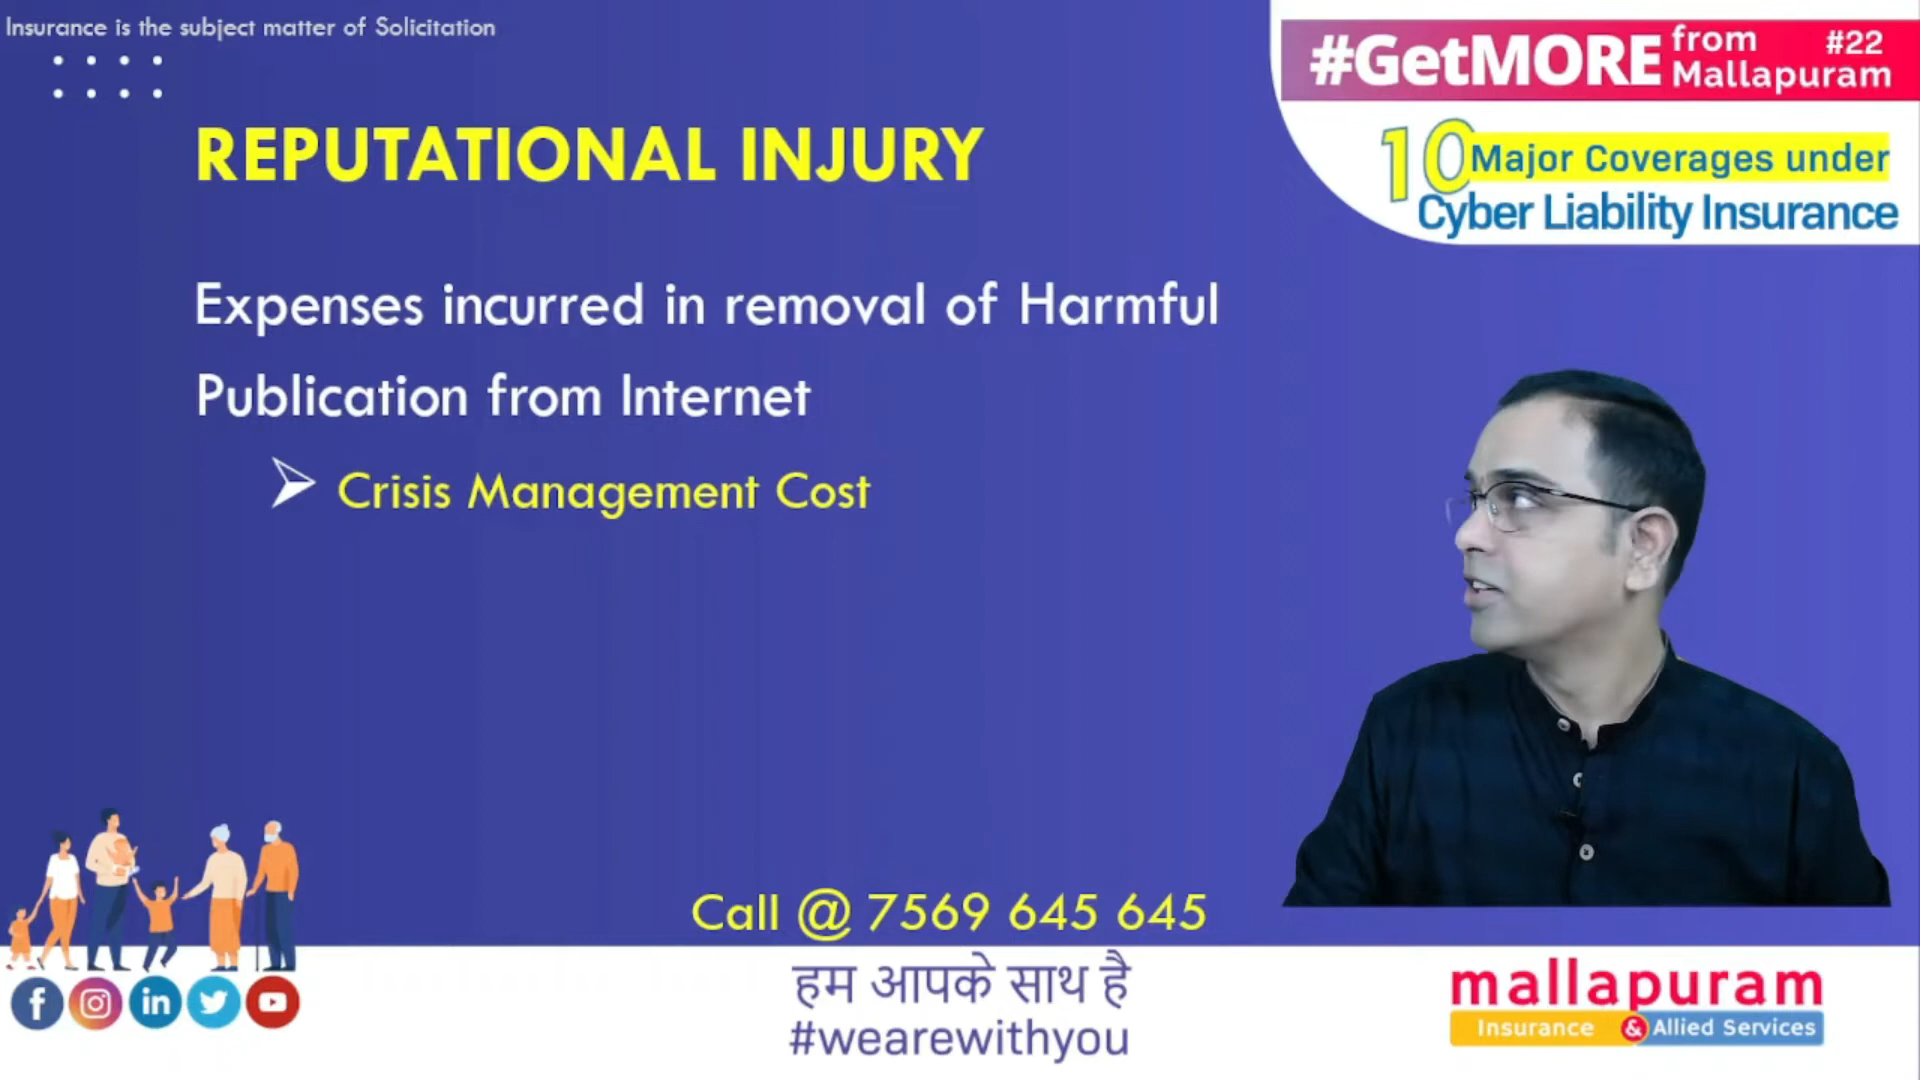 Insurance is the subject matter of Solicitation
#GetMORE from Mallapuram #22
10 Major Coverages under
Cyber Liability Insurance
REPUTATIONAL INJURY
Expenses incurred in removal of Harmful
Publication from Internet
➢ Crisis Management Cost
Call @ 7569 645 645
हम आपके साथ है
#wearewithyou
mallapuram
Insurance & Allied Services